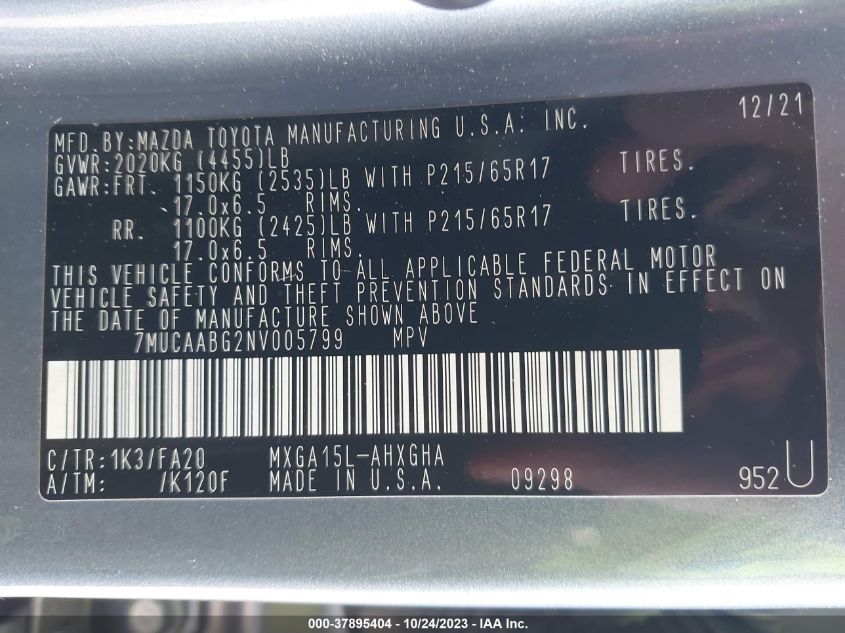 12/21
MFD.BY:MAZDA TOYOTA MANUFACTURING U.S.A. INC.
GVWR:2020KG (4455)LB
GAWR:FRT. 1150KG (2535)LB WITH P215/65R17 TIRES.
17.0x6.5 RIMS.
RR. 1100KG (2425)LB WITH P215/65R17 TIRES.
17.0x6.5 RIMS.
THIS VEHICLE CONFORMS TO ALL APPLICABLE FEDERAL MOTOR
VEHICLE SAFETY AND THEFT PREVENTION STANDARDS IN EFFECT ON
THE DATE OF MANUFACTURE SHOWN ABOVE
7MUCAABG2NV005799 MPV
C/TR:1K3/FA20 MXGA15L-AHXGHA
A/TM: /K120F MADE IN U.S.A. 09298 952U
000-37895404 - 10/24/2023 - IAA Inc.